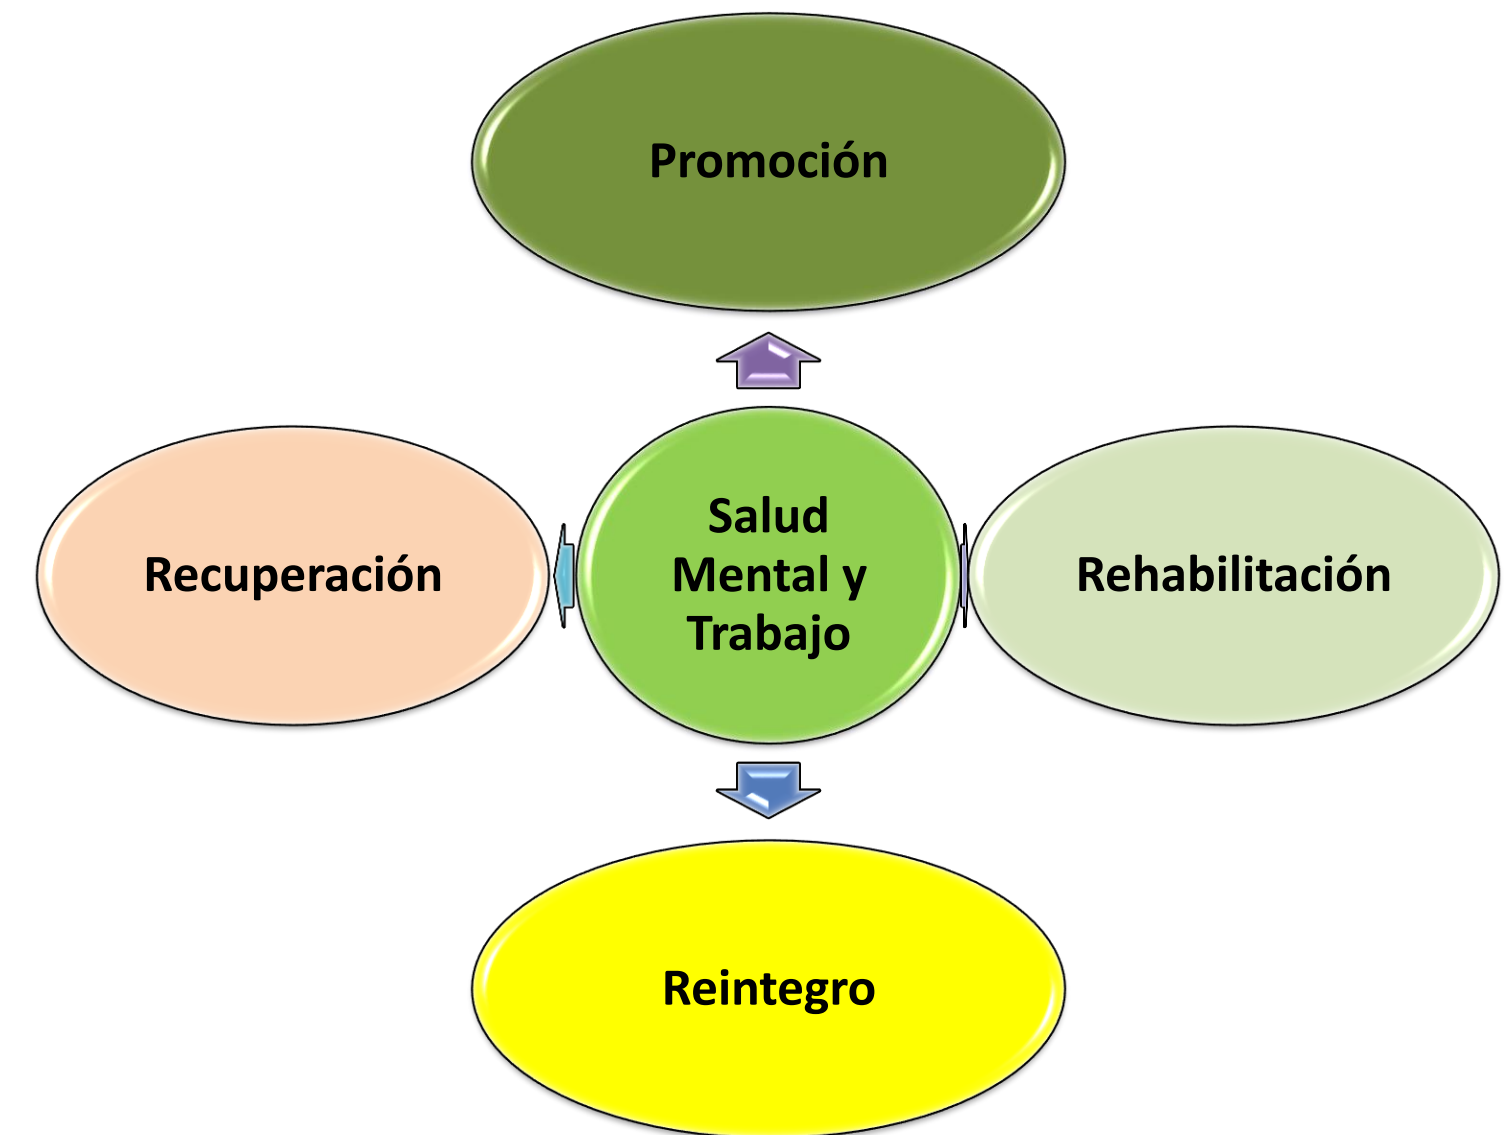 Promoción
Recuperación
Salud
Mental y
Trabajo
Rehabilitación
Reintegro